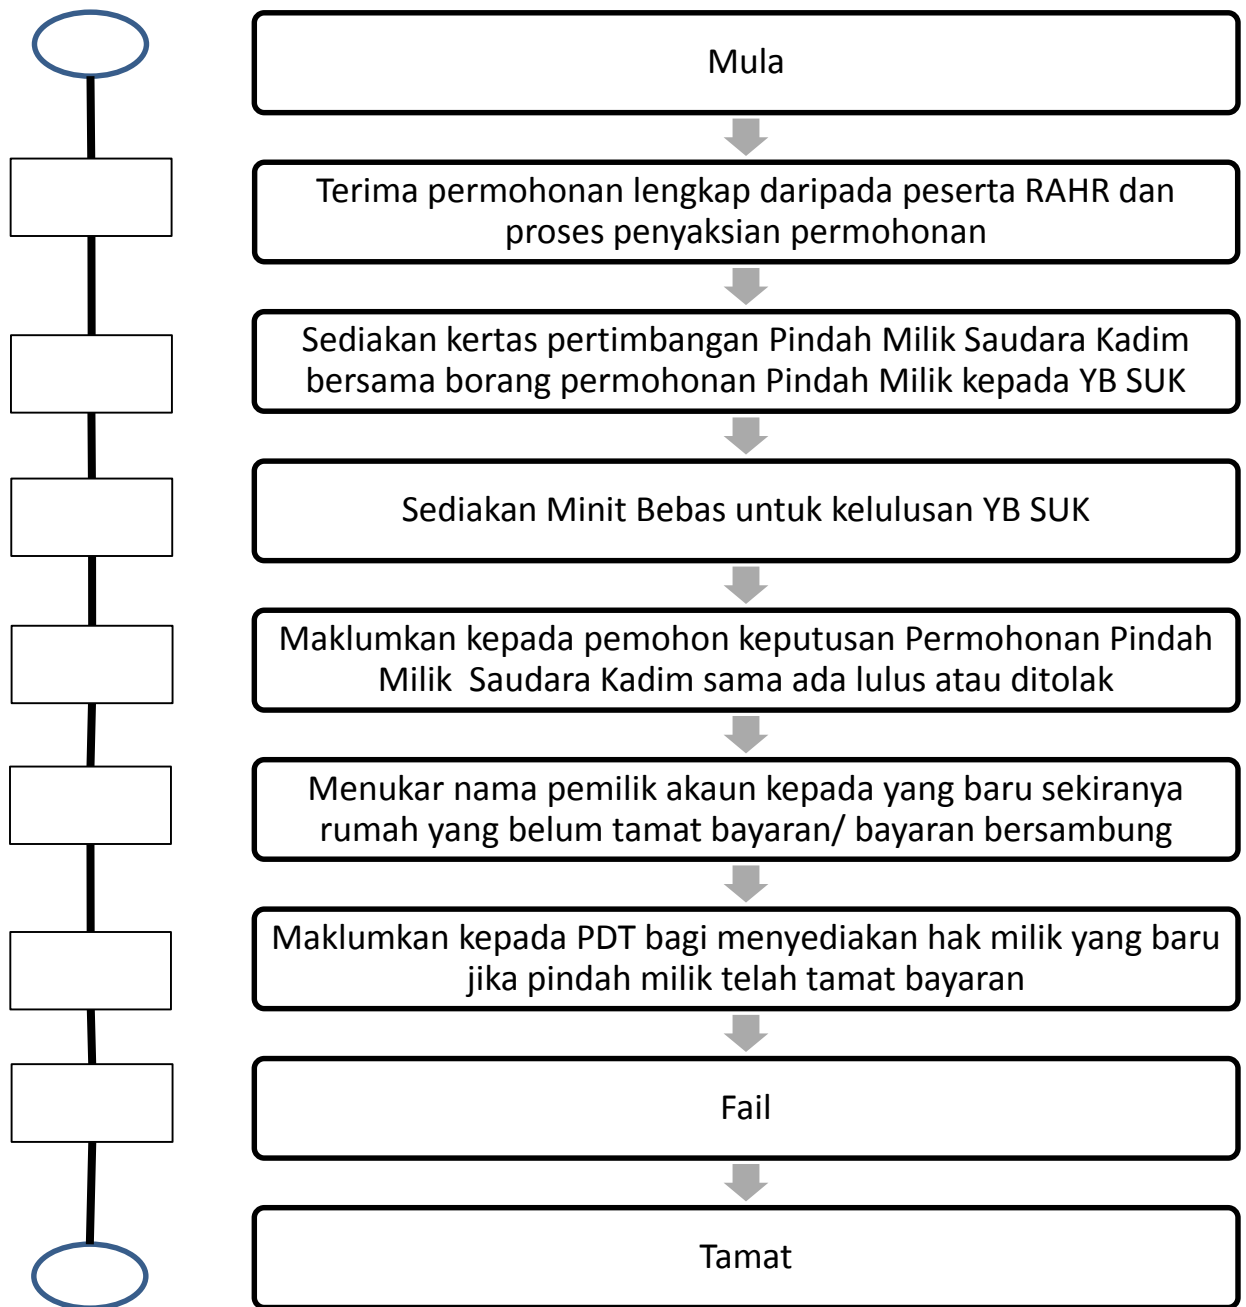 Mula
Terima permohonan lengkap daripada peserta RAHR dan
proses penyaksian permohonan
Sediakan kertas pertimbangan Pindah Milik Saudara Kadim
bersama borang permohonan Pindah Milik kepada YB SUK
Sediakan Minit Bebas untuk kelulusan YB SUK
Maklumkan kepada pemohon keputusan Permohonan Pindah
Milik  Saudara Kadim sama ada lulus atau ditolak
Menukar nama pemilik akaun kepada yang baru sekiranya
rumah yang belum tamat bayaran/ bayaran bersambung
Maklumkan kepada PDT bagi menyediakan hak milik yang baru
jika pindah milik telah tamat bayaran
Fail
Tamat